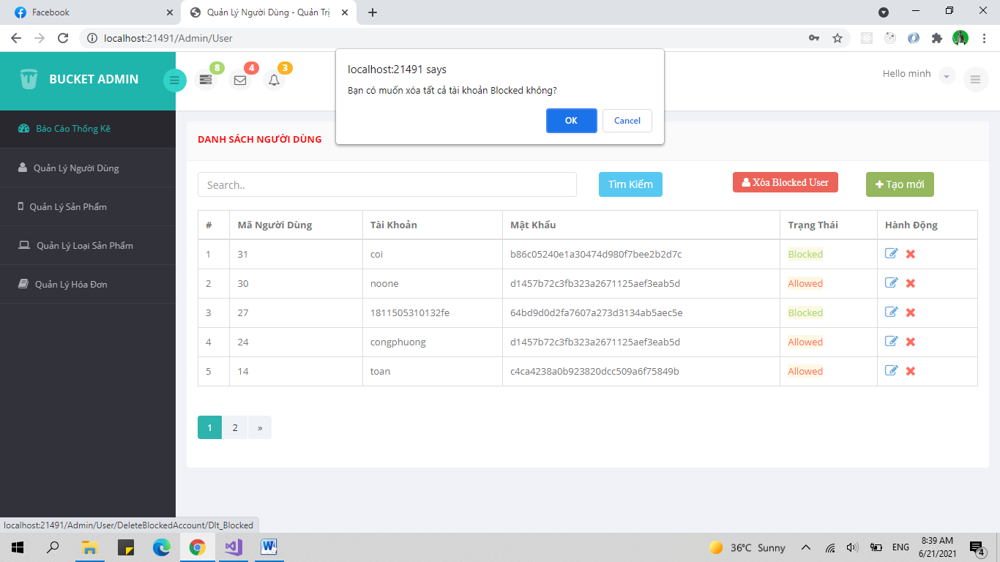 Facebook
Quản Lý Người Dùng - Quản Trị
localhost:21491/Admin/User
BUCKET ADMIN
8
4
3
Hello minh
localhost:21491 says
Bạn có muốn xóa tất cả tài khoản Blocked không?
OK
Cancel
Báo Cáo Thống Kê
Quản Lý Người Dùng
Quản Lý Sản Phẩm
Quản Lý Loại Sản Phẩm
Quản Lý Hóa Đơn
DANH SÁCH NGƯỜI DÙNG
Search..
Tìm Kiếm
Xóa Blocked User
Tạo mới
# Mã Người Dùng Tài Khoản Mật Khẩu Trạng Thái Hành Động
1 31 coi b86c05240e1a30474d980f7bee2b2d7c Blocked
2 30 noone d1457b72c3fb323a2671125aef3eab5d Allowed
3 27 1811505310132fe 64bd9d0d2fa7607a273d3134ab5aec5e Blocked
4 24 congphuong d1457b72c3fb323a2671125aef3eab5d Allowed
5 14 toan c4ca4238a0b923820dcc509a6f75849b Allowed
1 2 »
localhost:21491/Admin/User/DeleteBlockedAccount/Dlt_Blocked
36°C Sunny
ENG
8:39 AM
6/21/2021
4